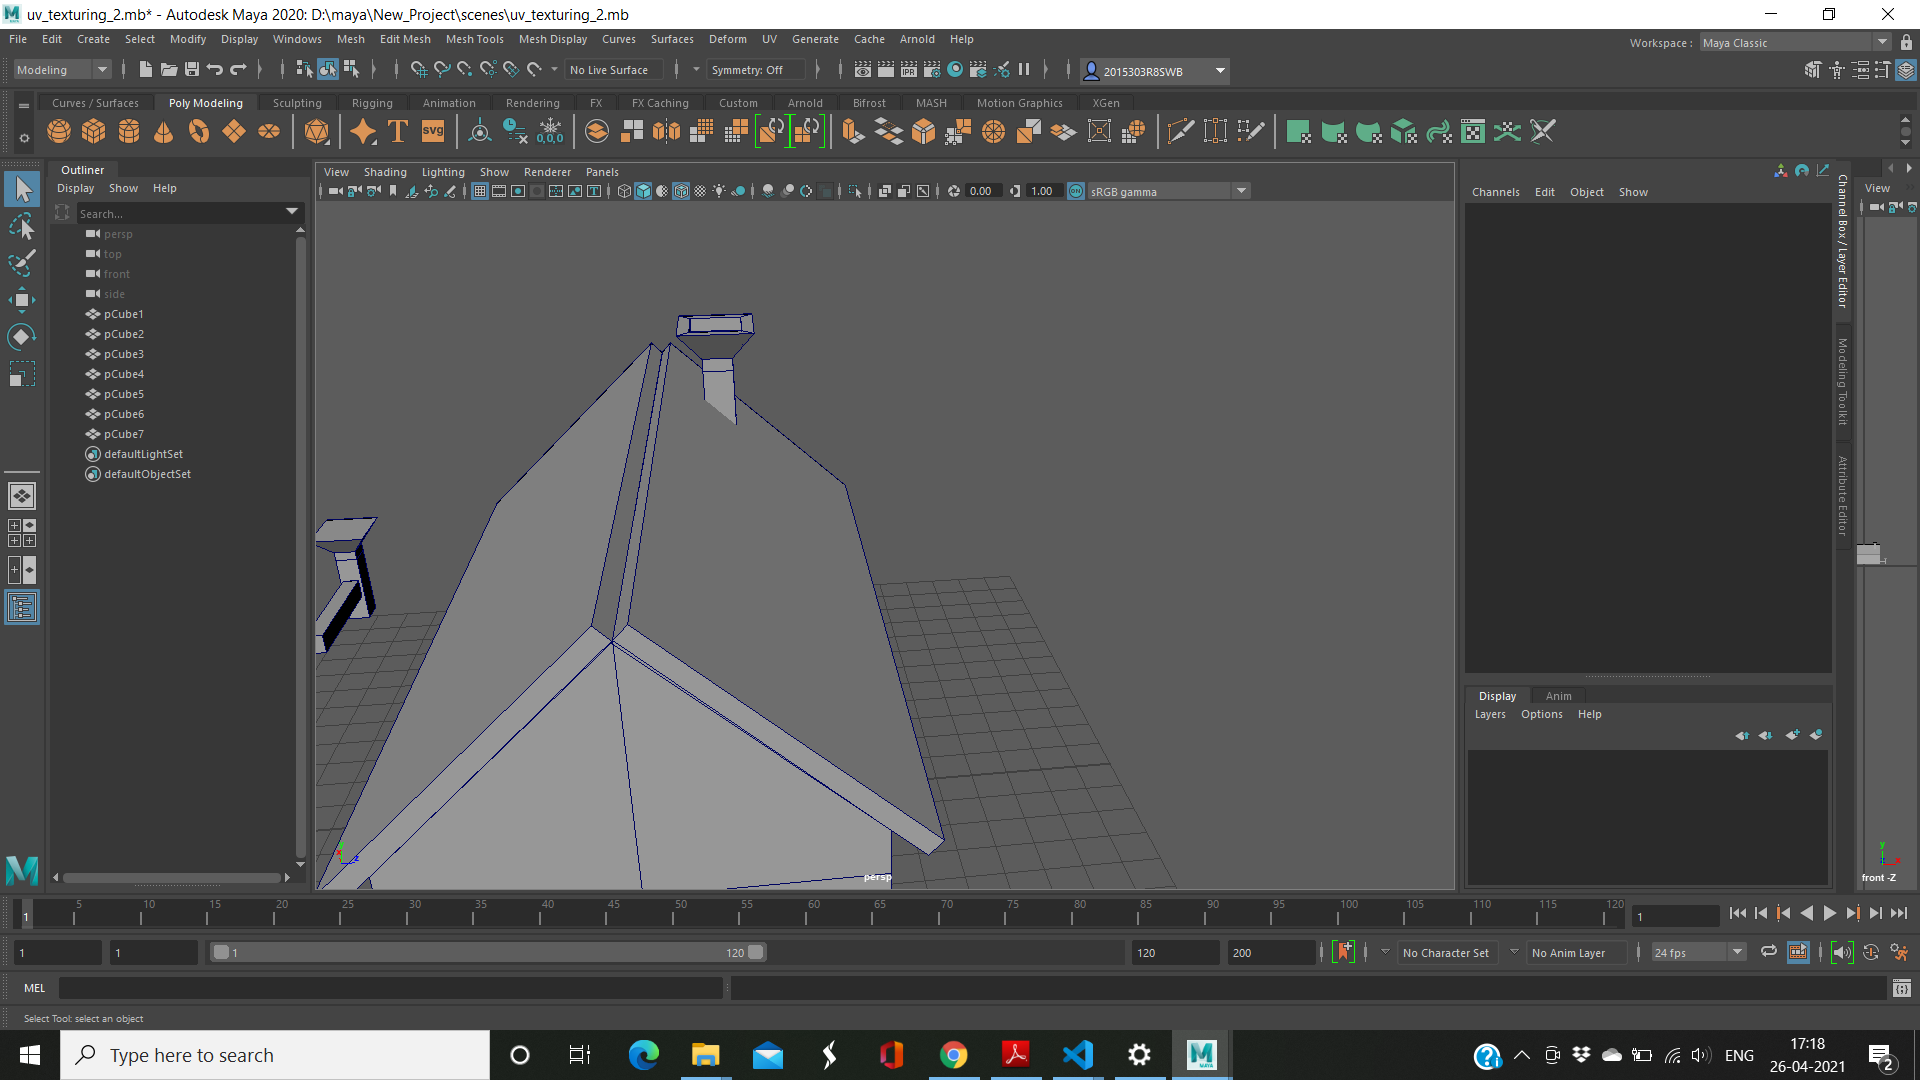 uv_texturing_2.mb* - Autodesk Maya 2020: D:\maya\New_Project\scenes\uv_texturing_2.mb
File Edit Create Select Modify Display Windows Mesh Edit Mesh Mesh Tools Mesh Display Curves Surfaces Deform UV Generate Cache Arnold Help
Workspace : Maya Classic
Modeling No Live Surface Symmetry: Off IPR 2015303R8SWB
Curves / Surfaces Poly Modeling Sculpting Rigging Animation Rendering FX FX Caching Custom Arnold Bifrost MASH Motion Graphics XGen
T SVG 0,0,0
Outliner
Display Show Help
Search...
persp
top
front
side
pCube1
pCube2
pCube3
pCube4
pCube5
pCube6
pCube7
defaultLightSet
defaultObjectSet
View Shading Lighting Show Renderer Panels
0.00 1.00 ON sRGB gamma
y
x
z
persp
Channels Edit Object Show
Channel Box / Layer Editor
Modeling Toolkit
Attribute Editor
View
Display Anim
Layers Options Help
y
x
front -Z
1 5 10 15 20 25 30 35 40 45 50 55 60 65 70 75 80 85 90 95 100 105 110 115 120 1
1 1 1 120 120 200 No Character Set No Anim Layer 24 fps
MEL
Select Tool: select an object
Type here to search
MAYA
ENG
17:18
26-04-2021
2